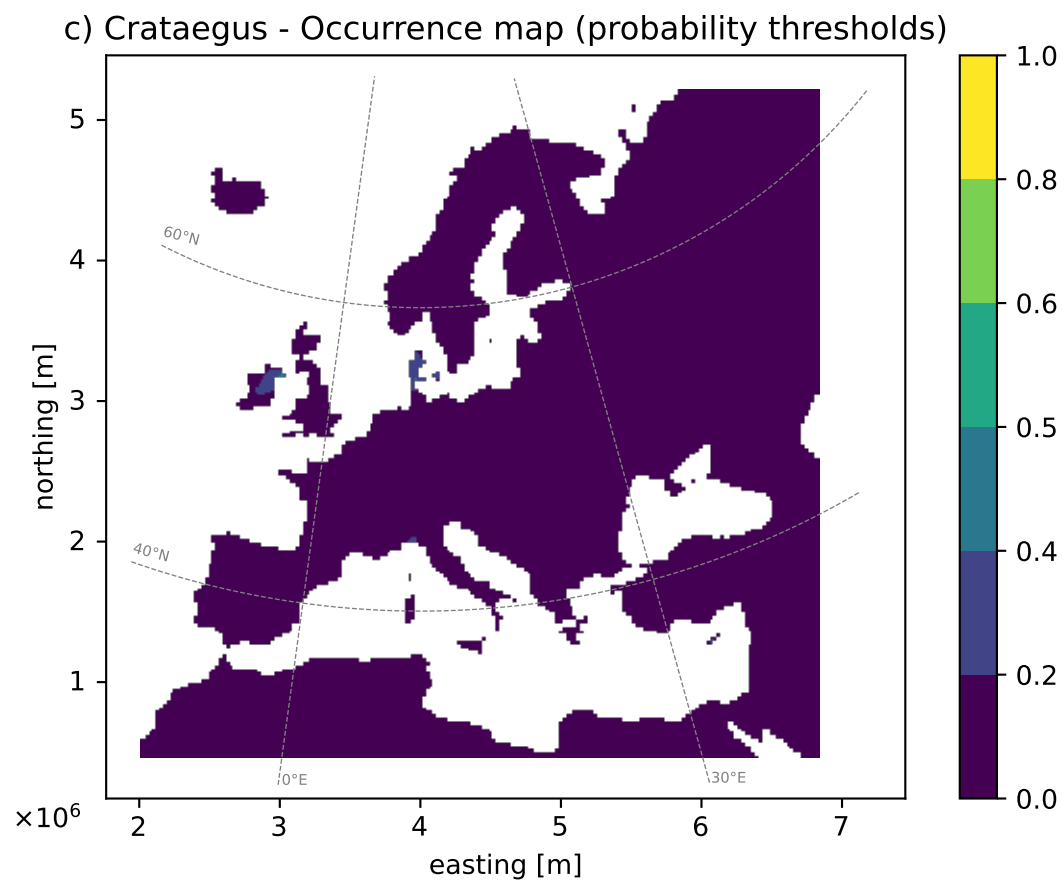 c) Crataegus - Occurrence map (probability thresholds)
1.0
0.8
0.6
0.5
0.4
0.2
0.0
5
4
3
2
1
northing [m]
60°N
40°N
0°E
30°E
×10⁶
2 3 4 5 6 7
easting [m]